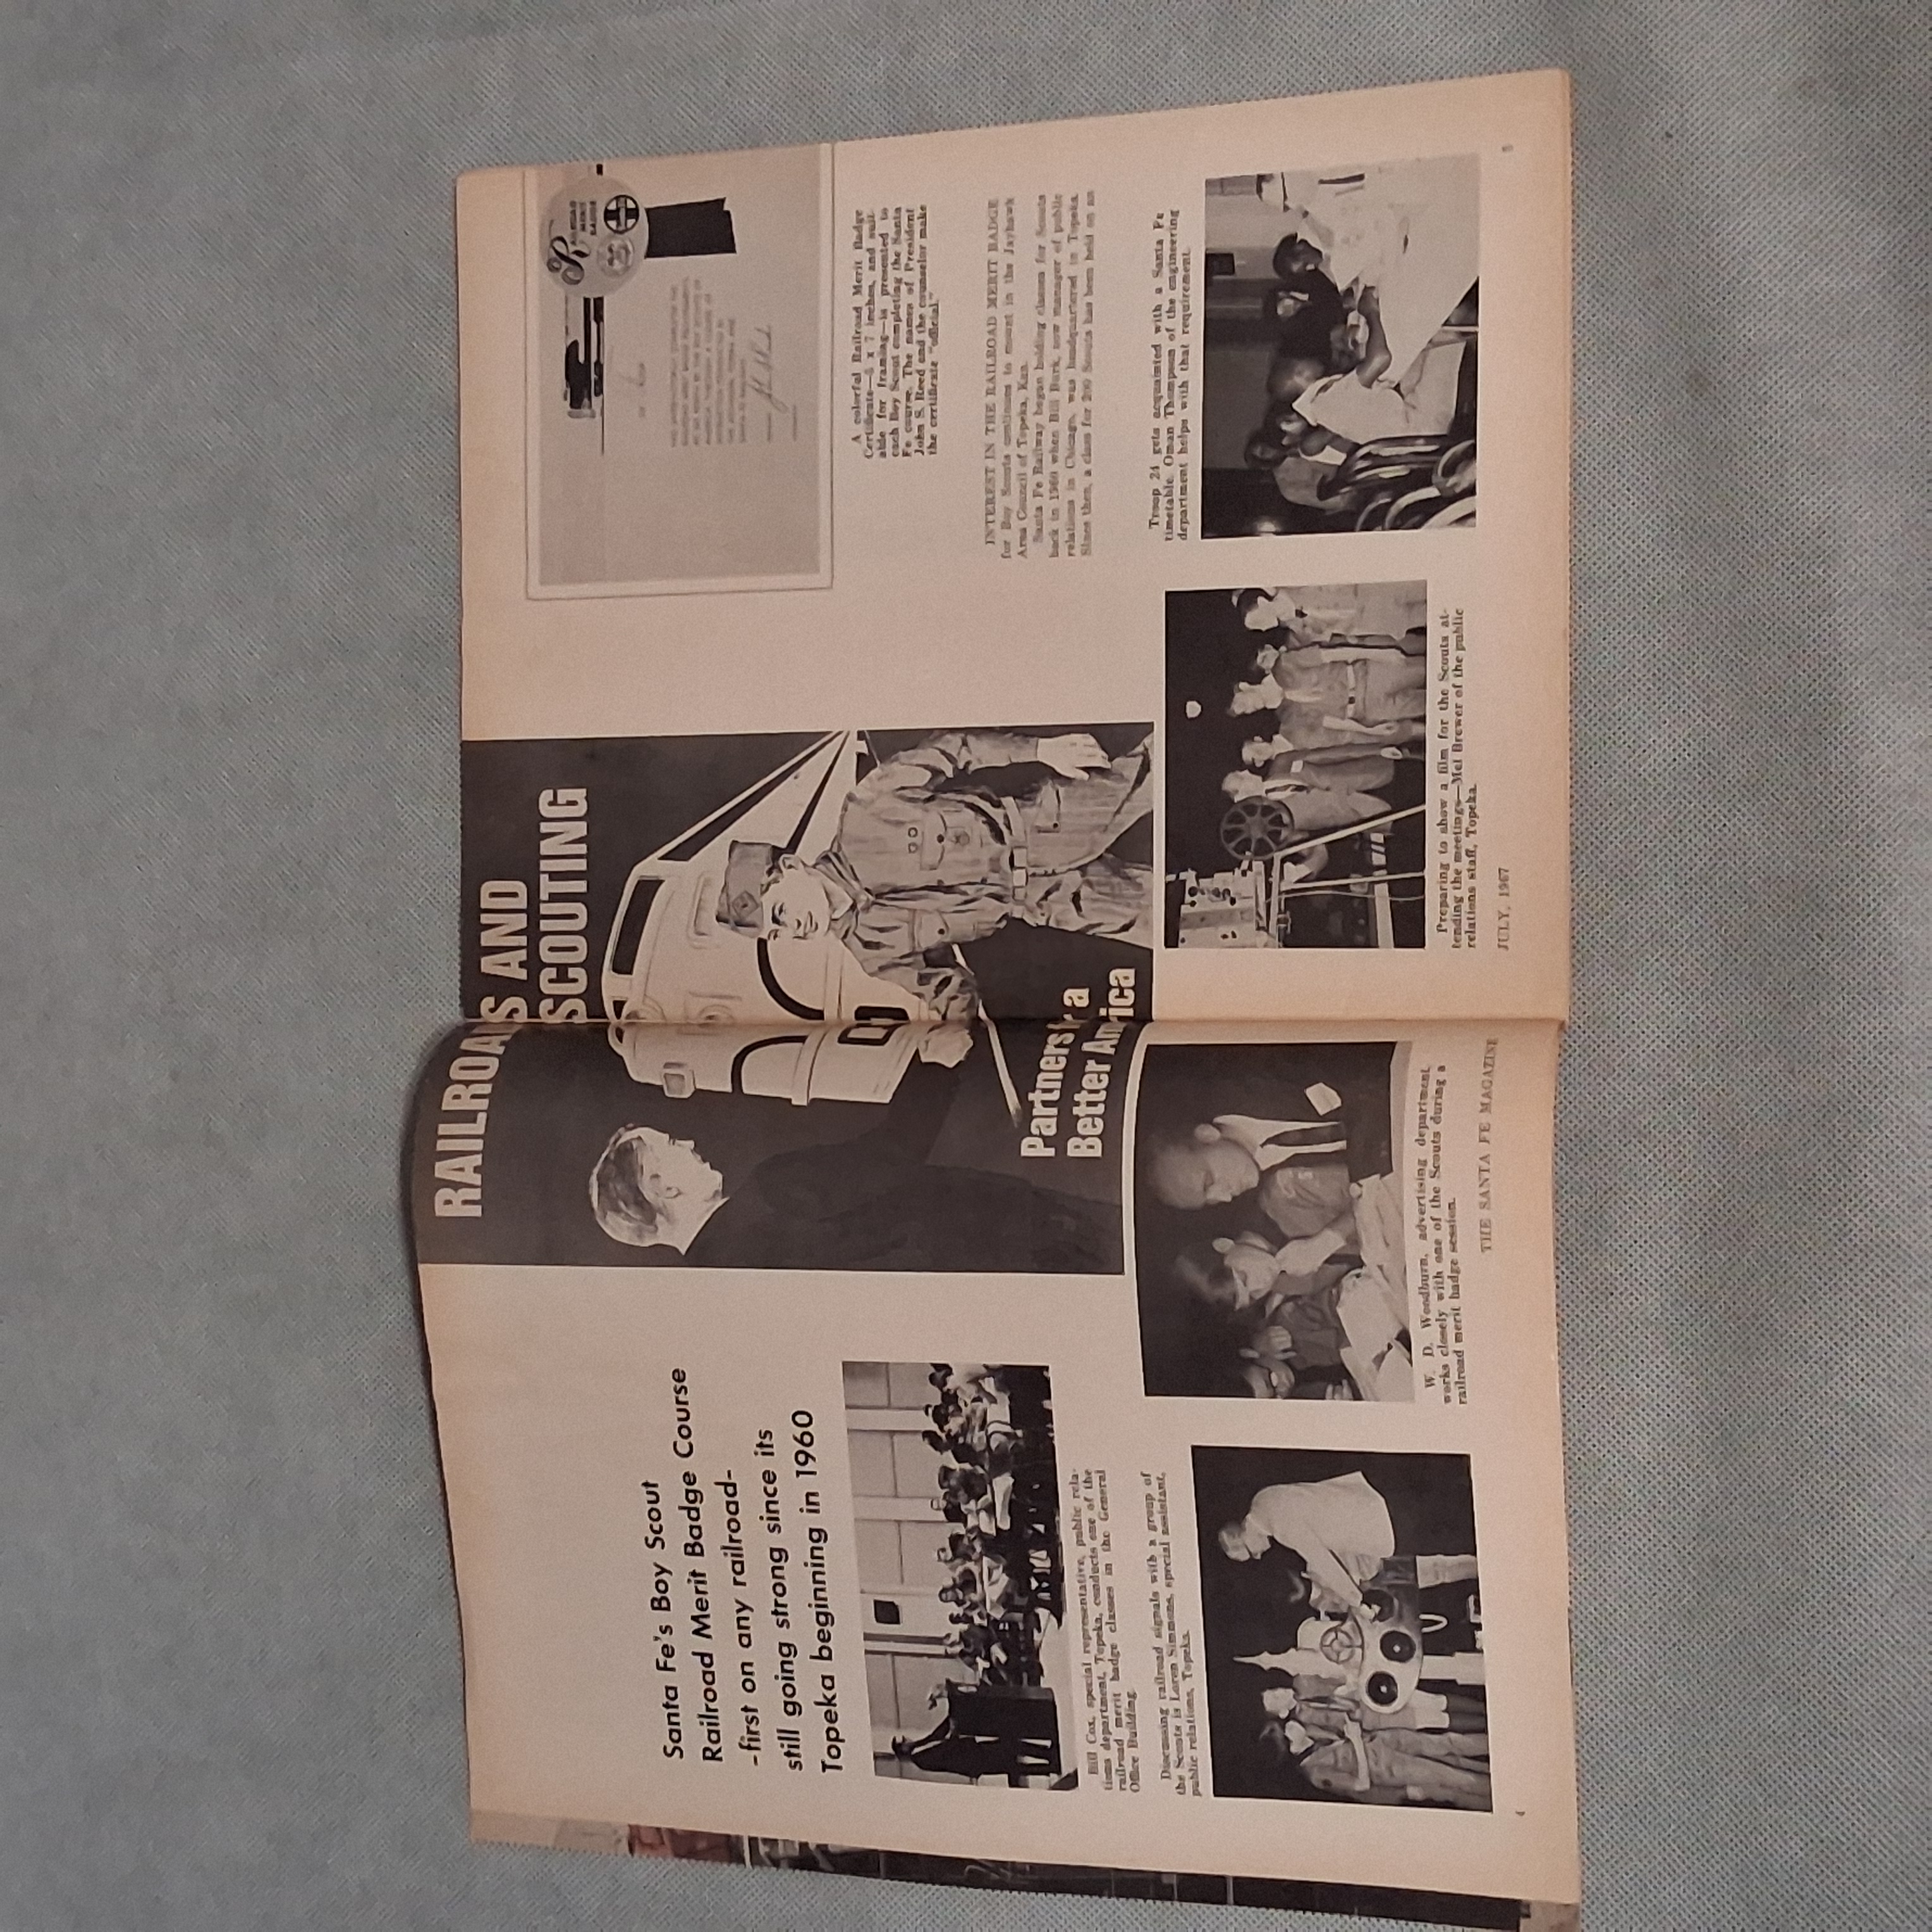 RAILROADS AND
SCOUTING
Santa Fe's Boy Scout
Railroad Merit Badge Course
-first on any railroad-
still going strong since its
Topeka beginning in 1960
Partners a
Better
Bill Cox, special representative, public rela-
tions department, Topeka, conducts one of the
railroad merit badge classes in the General
Office Building.
Discussing railroad signals with a group of
the Scouts is Loren Simmons, special assistant,
public relations, Topeka.
W. D. Woodburn, advertising department,
works closely with one of the Scouts during a
railroad merit badge session.
4
THE SANTA FE MAGAZINE
RAILROAD
MERIT
BADGE
A colorful Railroad Merit Badge
Certificate—5 x 7 inches, and suit-
able for framing—is presented to
each Boy Scout completing the Santa
Fe course. The names of President
John S. Reed and the counselor make
the certificate "official."
INTEREST IN THE RAILROAD MERIT BADGE
for Boy Scouts continues to mount in the Jayhawk
Area Council of Topeka, Kan.
Santa Fe Railway began holding classes for Scouts
back in 1960 when Bill Burk, now manager of public
relations in Chicago, was headquartered in Topeka.
Since then, a class for 200 Scouts has been held on an
Troop 24 gets acquainted with a Santa Fe
timetable. Oman Thompson of the engineering
department helps with that requirement.
Preparing to show a film for the Scouts at-
tending the meetings—Mel Brewer of the public
relations staff, Topeka.
JULY, 1967
5